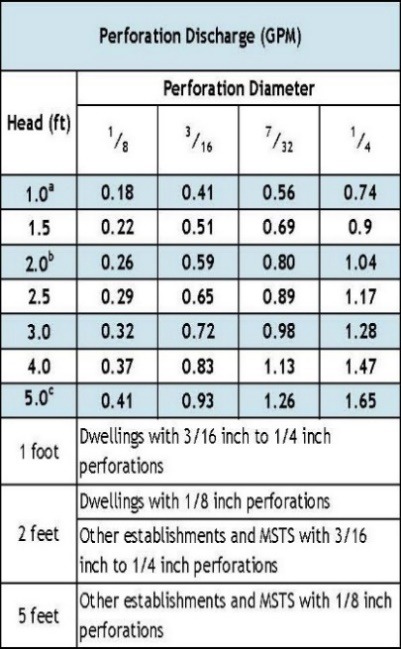 Perforation Discharge (GPM)
Head (ft) Perforation Diameter
1/8 3/16 7/32 1/4
1.0ᵃ 0.18 0.41 0.56 0.74
1.5 0.22 0.51 0.69 0.9
2.0ᵇ 0.26 0.59 0.80 1.04
2.5 0.29 0.65 0.89 1.17
3.0 0.32 0.72 0.98 1.28
4.0 0.37 0.83 1.13 1.47
5.0ᶜ 0.41 0.93 1.26 1.65
1 foot Dwellings with 3/16 inch to 1/4 inch
perforations
2 feet Dwellings with 1/8 inch perforations
Other establishments and MSTS with 3/16
inch to 1/4 inch perforations
5 feet Other establishments and MSTS with 1/8 inch
perforations